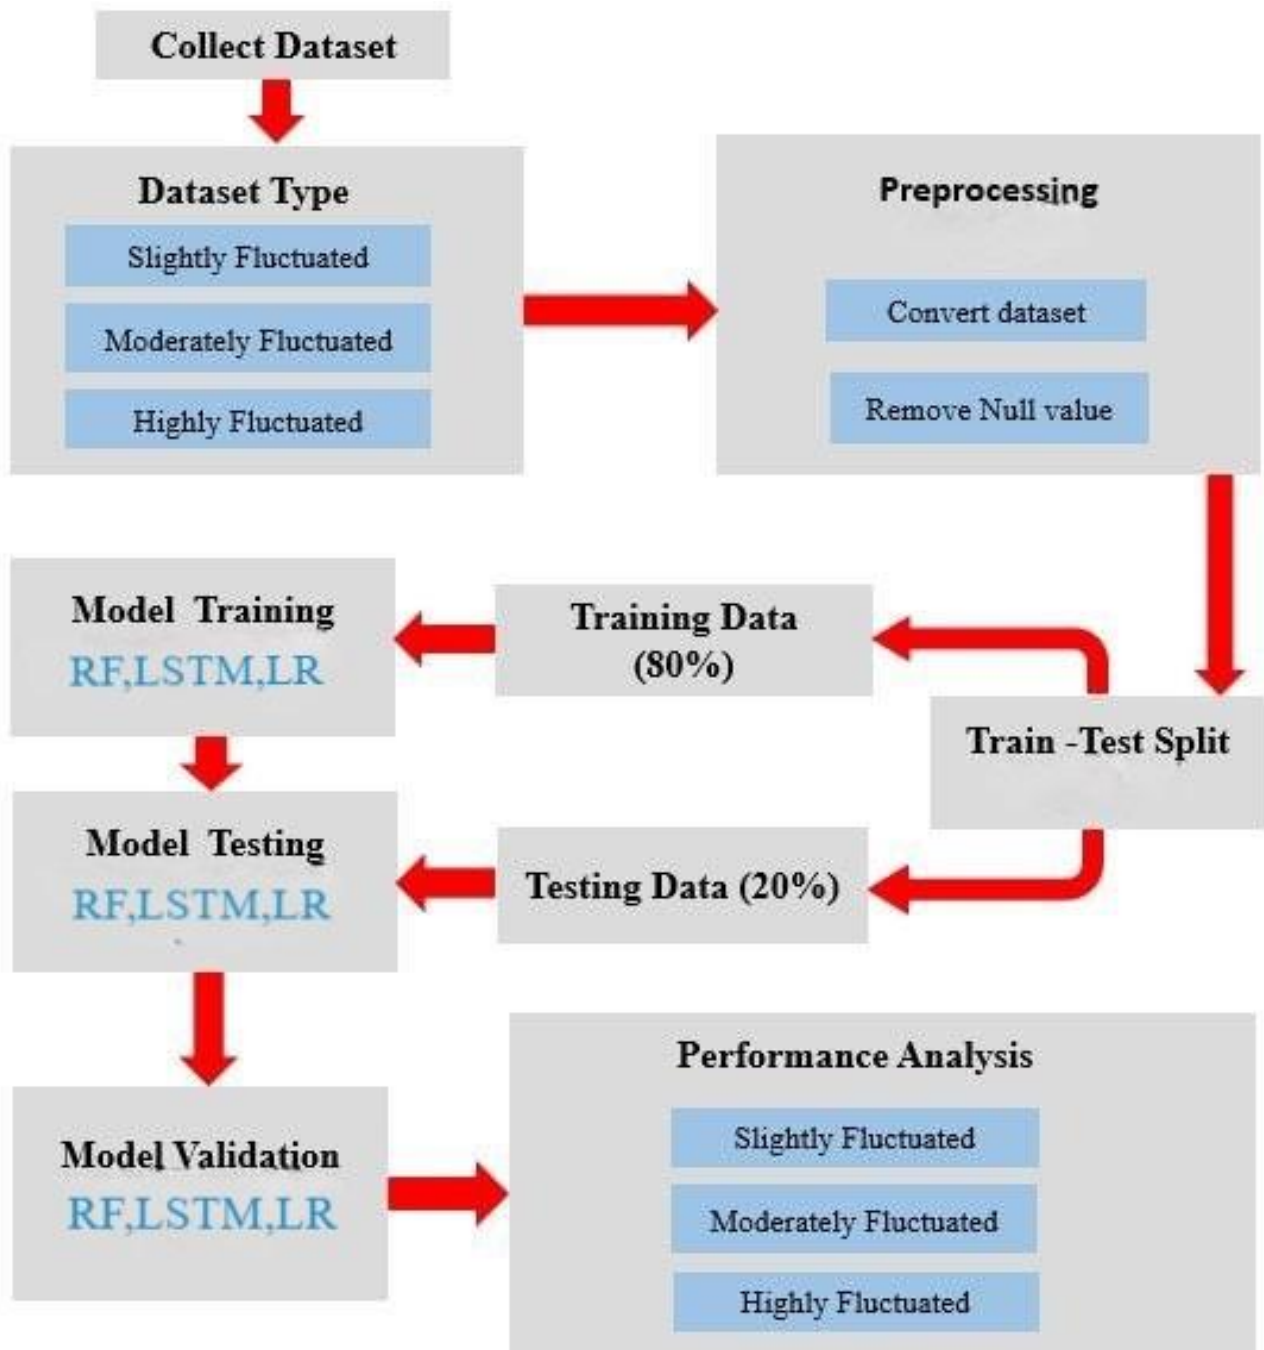 Collect Dataset
Dataset Type
Slightly Fluctuated
Moderately Fluctuated
Highly Fluctuated
Preprocessing
Convert dataset
Remove Null value
Train -Test Split
Training Data
(80%)
Model Training
RF,LSTM,LR
Testing Data (20%)
Model Testing
RF,LSTM,LR
Model Validation
RF,LSTM,LR
Performance Analysis
Slightly Fluctuated
Moderately Fluctuated
Highly Fluctuated